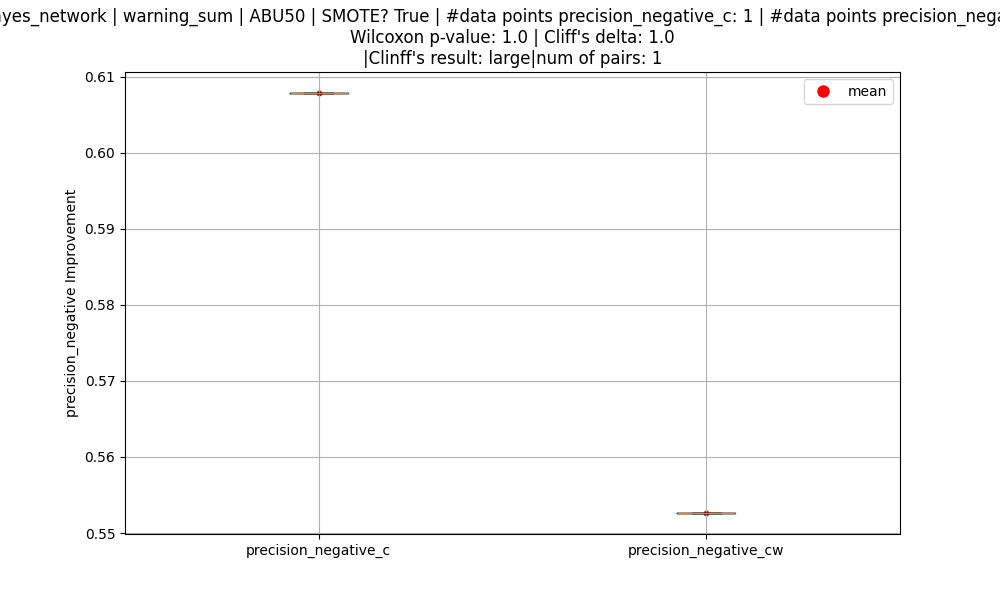 | warning_sum | ABU50 | SMOTE? True | #data points precision_negative_c: 1 | #data points
Wilcoxon p-value: 1.0 | Cliff's delta: 1.0
|Clinff's result: large|num of pairs: 1
mean
0.61
0.60
0.59
0.58
0.57
0.56
0.55
precision_negative Improvement
precision_negative_c
precision_negative_cw